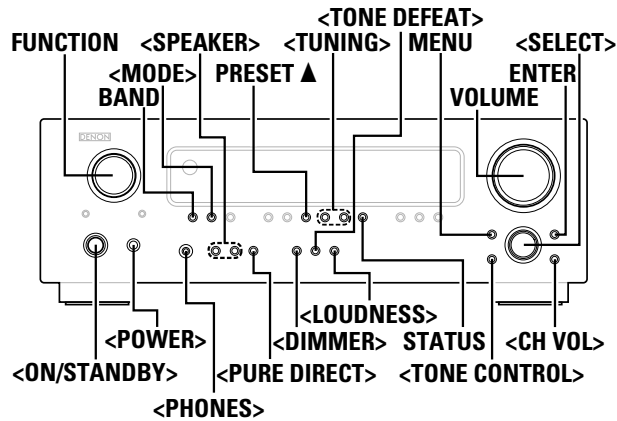 <TONE DEFEAT>
FUNCTION <SPEAKER> <TUNING> MENU <SELECT>
<MODE> PRESET ▲ ENTER
BAND VOLUME
DENON
<LOUDNESS>
<POWER> <DIMMER> STATUS <CH VOL>
<ON/STANDBY> <PURE DIRECT> <TONE CONTROL>
<PHONES>